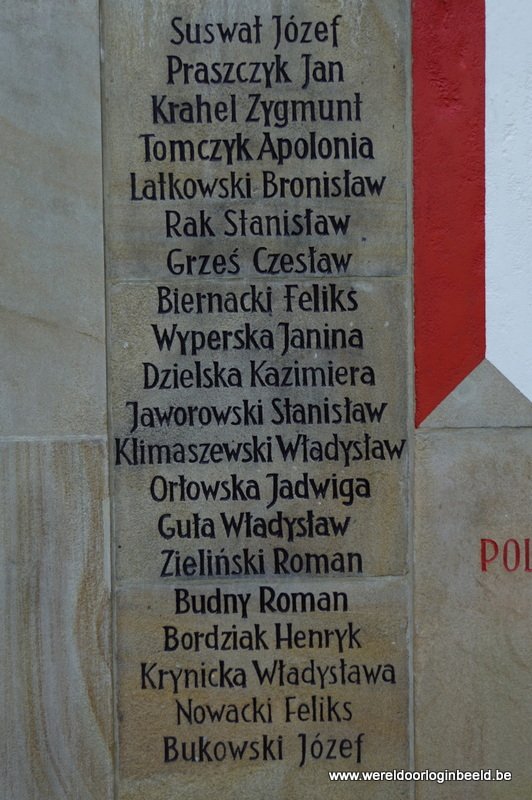 Suswał Józef
Praszczyk Jan
Krahel Zygmunt
Tomczyk Apolonia
Latkowski Bronisław
Rak Stanisław
Grześ Czesław
Biernacki Feliks
Wyperska Janina
Dzielska Kazimiera
Jaworowski Stanisław
Klimaszewski Władysław
Orłowska Jadwiga
Guła Władysław
Zieliński Roman
Budny Roman
Bordziak Henryk
Krynicka Władysława
Nowacki Feliks
Bukowski Józef
POL
www.wereldoorloginbeeld.be